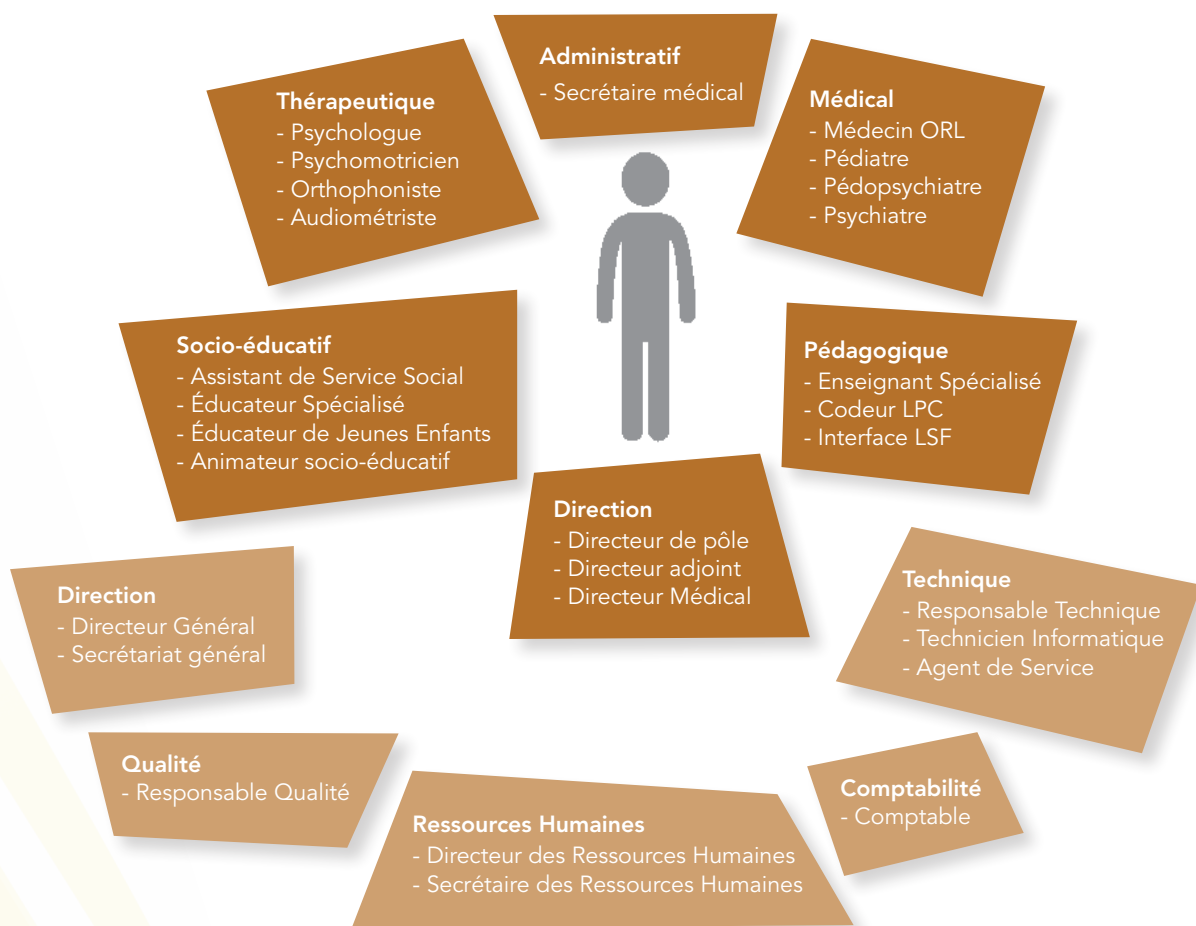 Administratif
- Secrétaire médical
Thérapeutique
- Psychologue
- Psychomotricien
- Orthophoniste
- Audiométriste
Médical
- Médecin ORL
- Pédiatre
- Pédopsychiatre
- Psychiatre
Socio-éducatif
- Assistant de Service Social
- Éducateur Spécialisé
- Éducateur de Jeunes Enfants
- Animateur socio-éducatif
Pédagogique
- Enseignant Spécialisé
- Codeur LPC
- Interface LSF
Direction
- Directeur de pôle
- Directeur adjoint
- Directeur Médical
Direction
- Directeur Général
- Secrétariat général
Technique
- Responsable Technique
- Technicien Informatique
- Agent de Service
Qualité
- Responsable Qualité
Comptabilité
- Comptable
Ressources Humaines
- Directeur des Ressources Humaines
- Secrétaire des Ressources Humaines